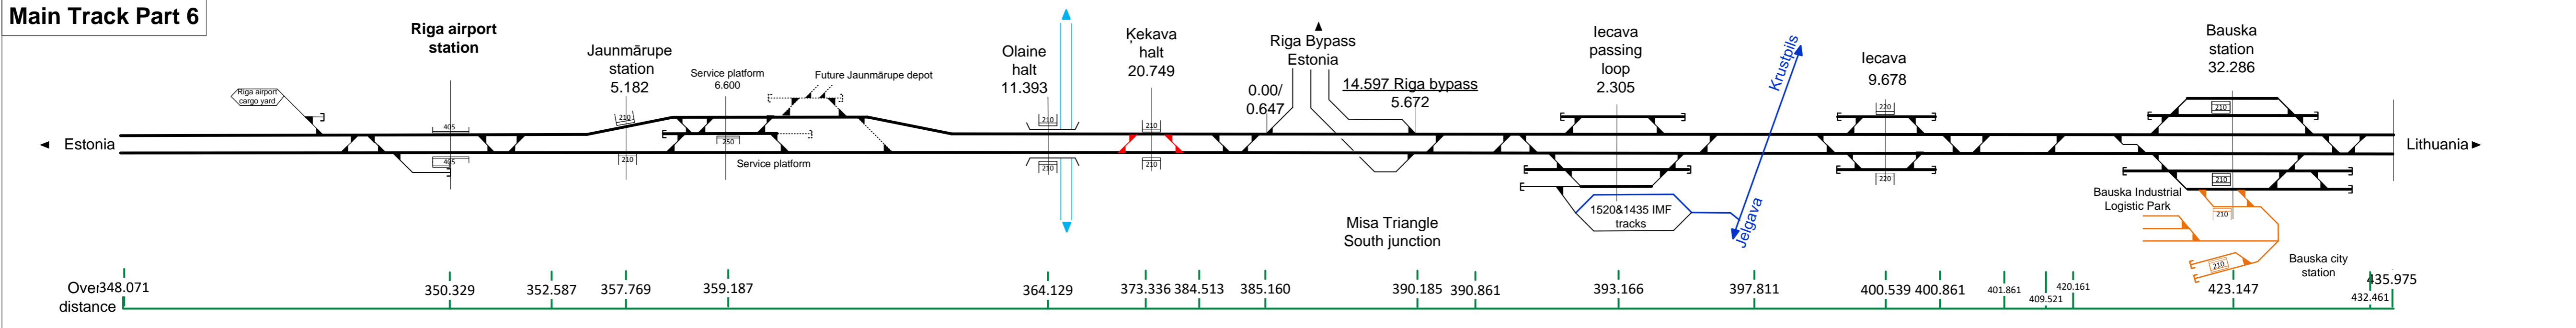 Main Track Part 6
Riga airport
station
Jaunmārupe
station
5.182
Service platform
6.600
Future Jaunmārupe depot
Olaine
halt
11.393
Ķekava
halt
20.749
Riga Bypass
Estonia
0.00/
0.647
14.597 Riga bypass
5.672
Iecava
passing
loop
2.305
Krustpils
Iecava
9.678
Bauska
station
32.286
Riga airport
cargo yard
405
210
210
210
220
210
210
Estonia
Lithuania
405
210
250
Service platform
210
210
220
210
210
1520&1435 IMF
tracks
Jelgava
Misa Triangle
South junction
Bauska Industrial
Logistic Park
210
Bauska city
station
Over
distance
348.071
350.329
352.587
357.769
359.187
364.129
373.336
384.513
385.160
390.185
390.861
393.166
397.811
400.539
400.861
401.861
409.521
420.161
423.147
432.461
435.975